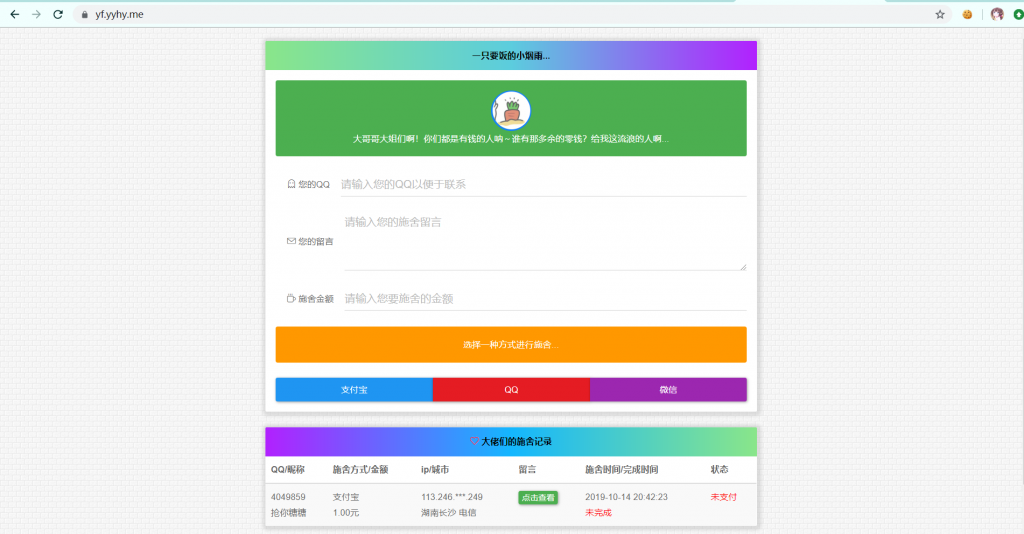 yf.yyhy.me
一只要饭的小烟雨...
大哥哥大姐们啊！你们都是有钱的人呐~谁有那多余的零钱？给我这流浪的人啊...
您的QQ 请输入您的QQ以便于联系
请输入您的施舍留言
您的留言
施舍金额 请输入您要施舍的金额
选择一种方式进行施舍...
支付宝 QQ 微信
大佬们的施舍记录
QQ/昵称 施舍方式/金额 ip/城市 留言 施舍时间/完成时间 状态
4049859 支付宝 113.246.***.249 点击查看 2019-10-14 20:42:23 未支付
抢你糖糖 1.00元 湖南长沙 电信 未完成